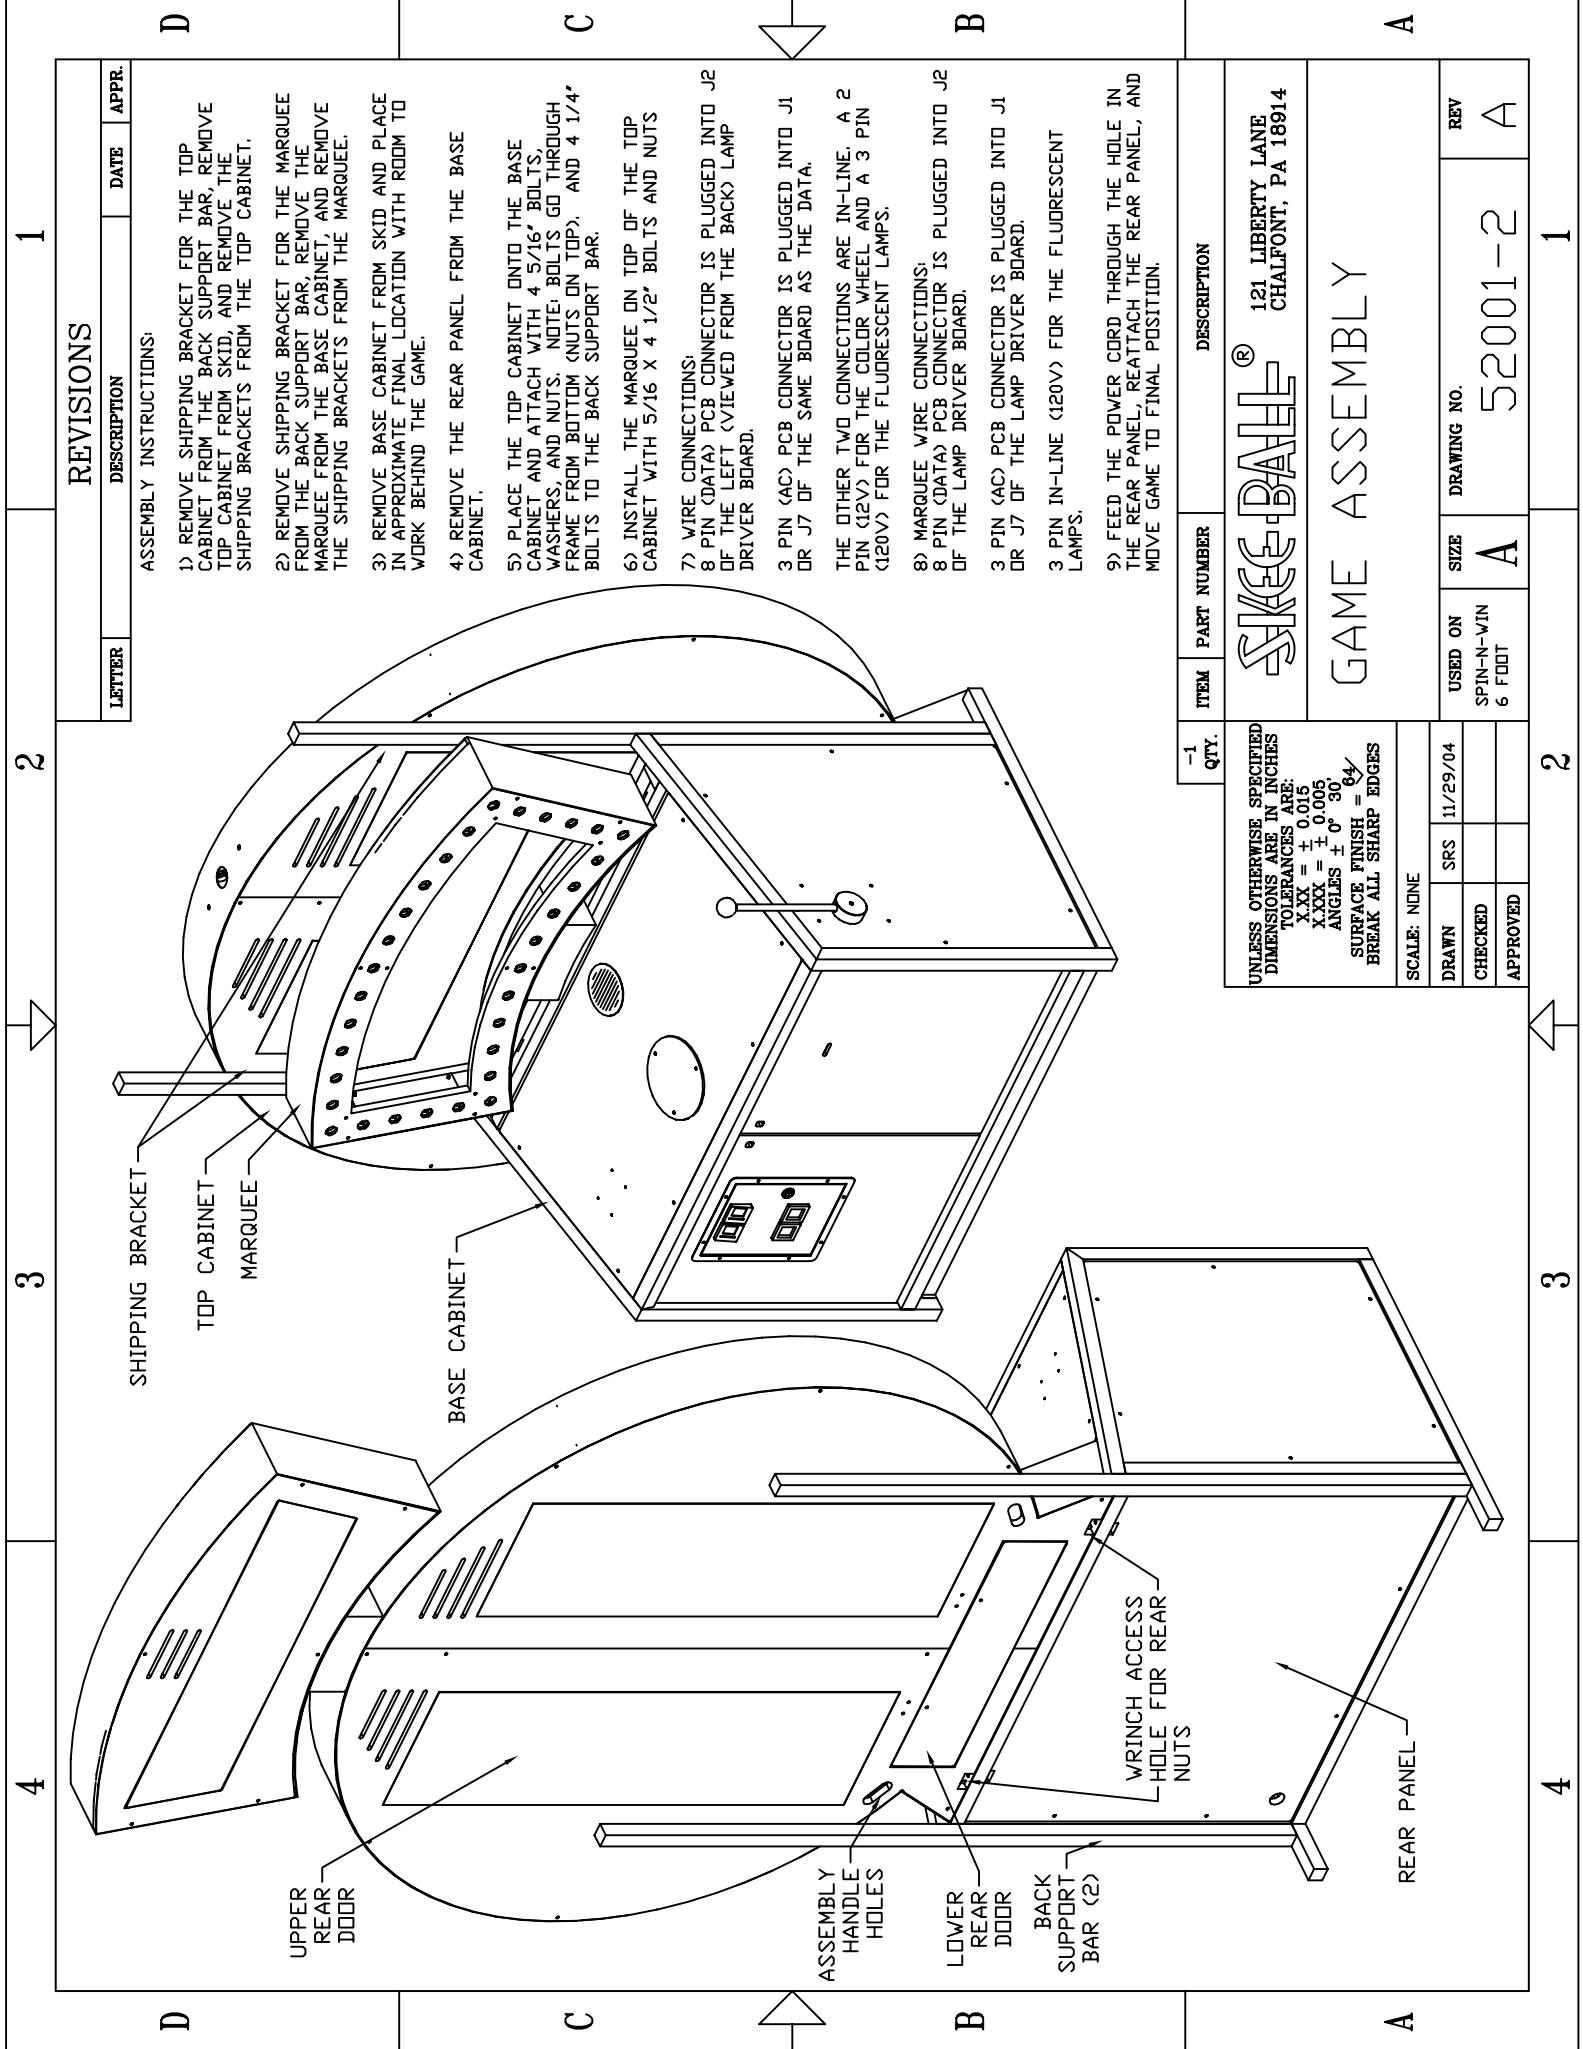 4
3
2
1
D
C
B
A
REVISIONS
LETTER
DESCRIPTION
DATE
APPR.
ASSEMBLY INSTRUCTIONS:
1) REMOVE SHIPPING BRACKET FOR THE TOP
CABINET FROM THE BACK SUPPORT BAR, REMOVE
TOP CABINET FROM SKID, AND REMOVE THE
SHIPPING BRACKETS FROM THE TOP CABINET.
2) REMOVE SHIPPING BRACKET FOR THE MARQUEE
FROM THE BACK SUPPORT BAR, REMOVE THE
MARQUEE FROM THE BASE CABINET, AND REMOVE
THE SHIPPING BRACKETS FROM THE MARQUEE.
3) REMOVE BASE CABINET FROM SKID AND PLACE
IN APPROXIMATE FINAL LOCATION WITH ROOM TO
WORK BEHIND THE GAME.
4) REMOVE THE REAR PANEL FROM THE BASE
CABINET.
5) PLACE THE TOP CABINET ONTO THE BASE
CABINET AND ATTACH WITH 4 5/16" BOLTS,
WASHERS, AND NUTS. NOTE: BOLTS GO THROUGH
FRAME FROM BOTTOM (NUTS ON TOP). AND 4 1/4"
BOLTS TO THE BACK SUPPORT BAR.
6) INSTALL THE MARQUEE ON TOP OF THE TOP
CABINET WITH 5/16 X 4 1/2" BOLTS AND NUTS
7) WIRE CONNECTIONS:
8 PIN (DATA) PCB CONNECTOR IS PLUGGED INTO J2
OF THE LEFT (VIEWED FROM THE BACK) LAMP
DRIVER BOARD.
3 PIN (AC) PCB CONNECTOR IS PLUGGED INTO J1
OR J7 OF THE SAME BOARD AS THE DATA.
THE OTHER TWO CONNECTIONS ARE IN-LINE. A 2
PIN (12V) FOR THE COLOR WHEEL AND A 3 PIN
(120V) FOR THE FLUORESCENT LAMPS.
8) MARQUEE WIRE CONNECTIONS:
8 PIN (DATA) PCB CONNECTOR IS PLUGGED INTO J2
OF THE LAMP DRIVER BOARD.
3 PIN (AC) PCB CONNECTOR IS PLUGGED INTO J1
OR J7 OF THE LAMP DRIVER BOARD.
3 PIN IN-LINE (120V) FOR THE FLUORESCENT
LAMPS.
9) FEED THE POWER CORD THROUGH THE HOLE IN
THE REAR PANEL, REATTACH THE REAR PANEL, AND
MOVE GAME TO FINAL POSITION.
SHIPPING BRACKET
TOP CABINET
MARQUEE
BASE CABINET
UPPER
REAR
DOOR
ASSEMBLY
HANDLE
HOLES
LOWER
REAR
DOOR
BACK
SUPPORT
BAR (2)
WRINCH ACCESS
HOLE FOR REAR
NUTS
REAR PANEL
-1
QTY.
ITEM
PART NUMBER
DESCRIPTION
UNLESS OTHERWISE SPECIFIED
DIMENSIONS ARE IN INCHES
TOLERANCES ARE:
X.XX = ± 0.015
X.XXX = ± 0.005
ANGLES ± 0° 30'
SURFACE FINISH = 64
BREAK ALL SHARP EDGES
SCALE: NONE
DRAWN
SRS
11/29/04
CHECKED
APPROVED
SKEE-BALL ®
121 LIBERTY LANE
CHALFONT, PA 18914
GAME ASSEMBLY
USED ON
SPIN-N-WIN
6 FOOT
SIZE
A
DRAWING NO.
52001-2
REV
A
D
C
B
A
4
3
2
1